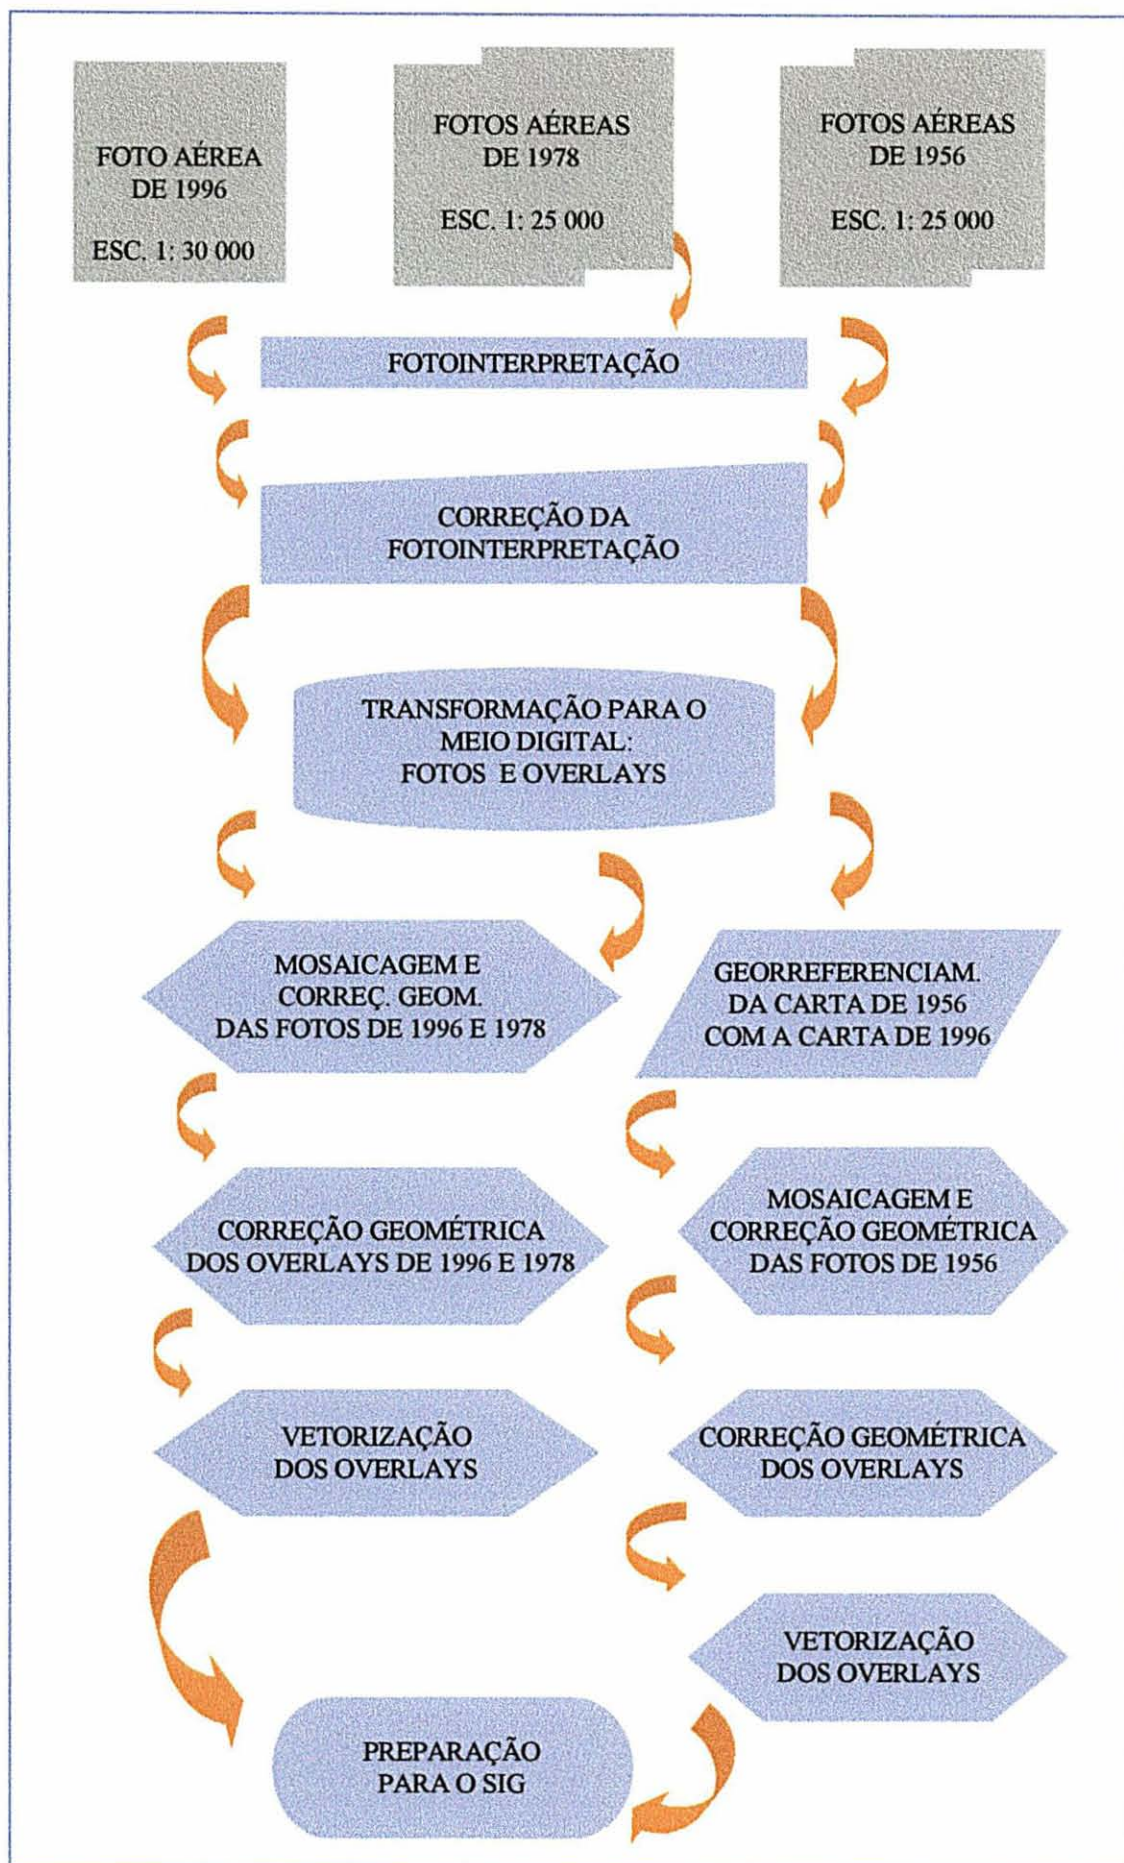 FOTO AÉREA
DE 1996
ESC. 1: 30 000
FOTOS AÉREAS
DE 1978
ESC. 1: 25 000
FOTOS AÉREAS
DE 1956
ESC. 1: 25 000
FOTOINTERPRETAÇÃO
CORREÇÃO DA
FOTOINTERPRETAÇÃO
TRANSFORMAÇÃO PARA O
MEIO DIGITAL:
FOTOS E OVERLAYS
MOSAICAGEM E
CORREÇ. GEOM.
DAS FOTOS DE 1996 E 1978
GEORREFERENCIAM.
DA CARTA DE 1956
COM A CARTA DE 1996
CORREÇÃO GEOMÉTRICA
DOS OVERLAYS DE 1996 E 1978
MOSAICAGEM E
CORREÇÃO GEOMÉTRICA
DAS FOTOS DE 1956
VETORIZAÇÃO
DOS OVERLAYS
CORREÇÃO GEOMÉTRICA
DOS OVERLAYS
VETORIZAÇÃO
DOS OVERLAYS
PREPARAÇÃO
PARA O SIG